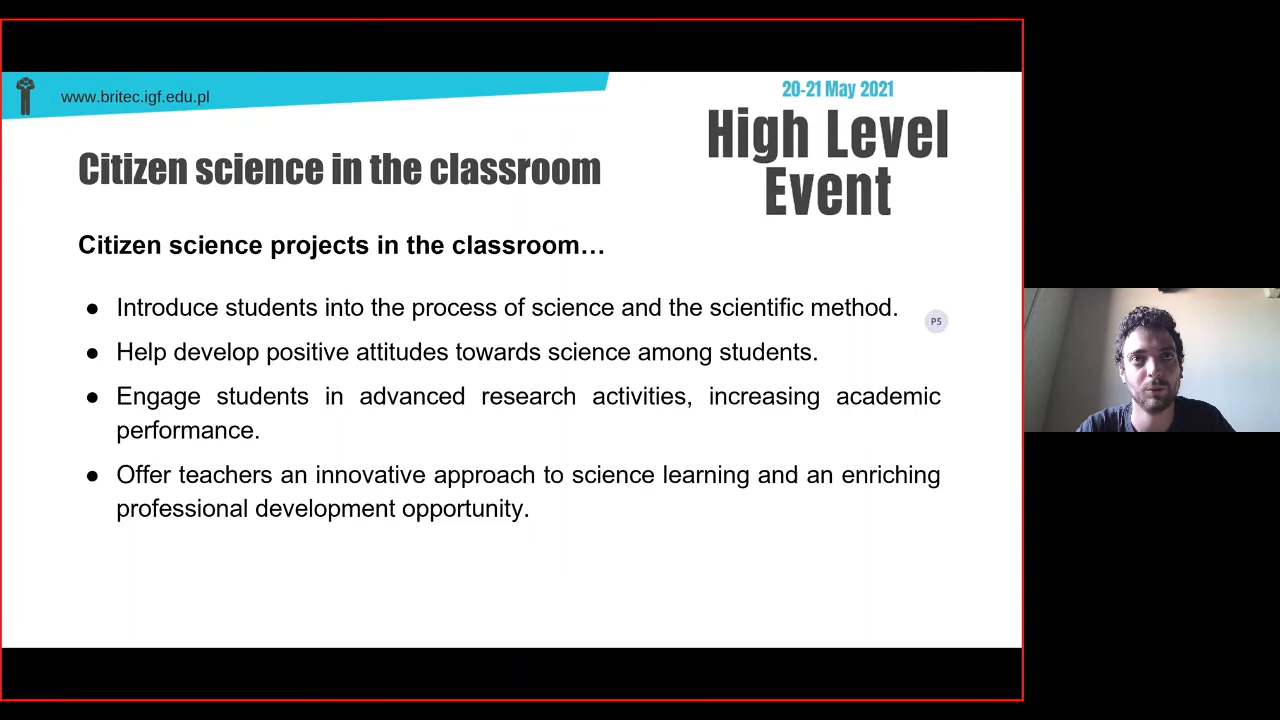 www.britec.igf.edu.pl
20-21 May 2021
High Level
Event
Citizen science in the classroom
Citizen science projects in the classroom…
● Introduce students into the process of science and the scientific method.
P5
● Help develop positive attitudes towards science among students.
● Engage students in advanced research activities, increasing academic
performance.
● Offer teachers an innovative approach to science learning and an enriching
professional development opportunity.